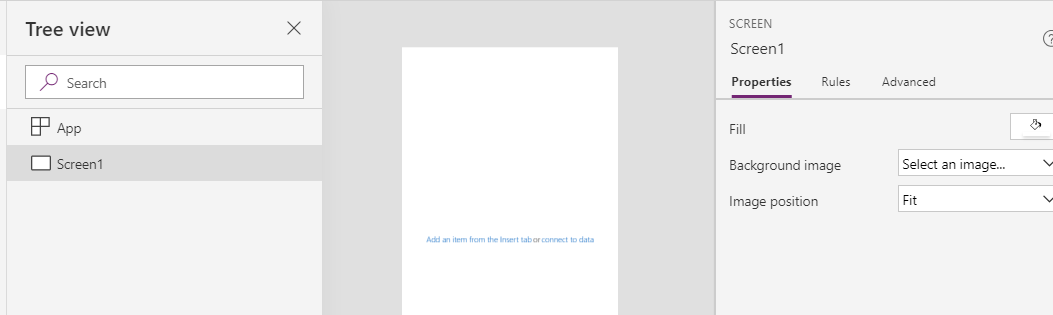 Tree view
Search
App
Screen1
Add an item from the Insert tab or connect to data
SCREEN
Screen1
?
Properties Rules Advanced
Fill
Background image Select an image...
Image position Fit